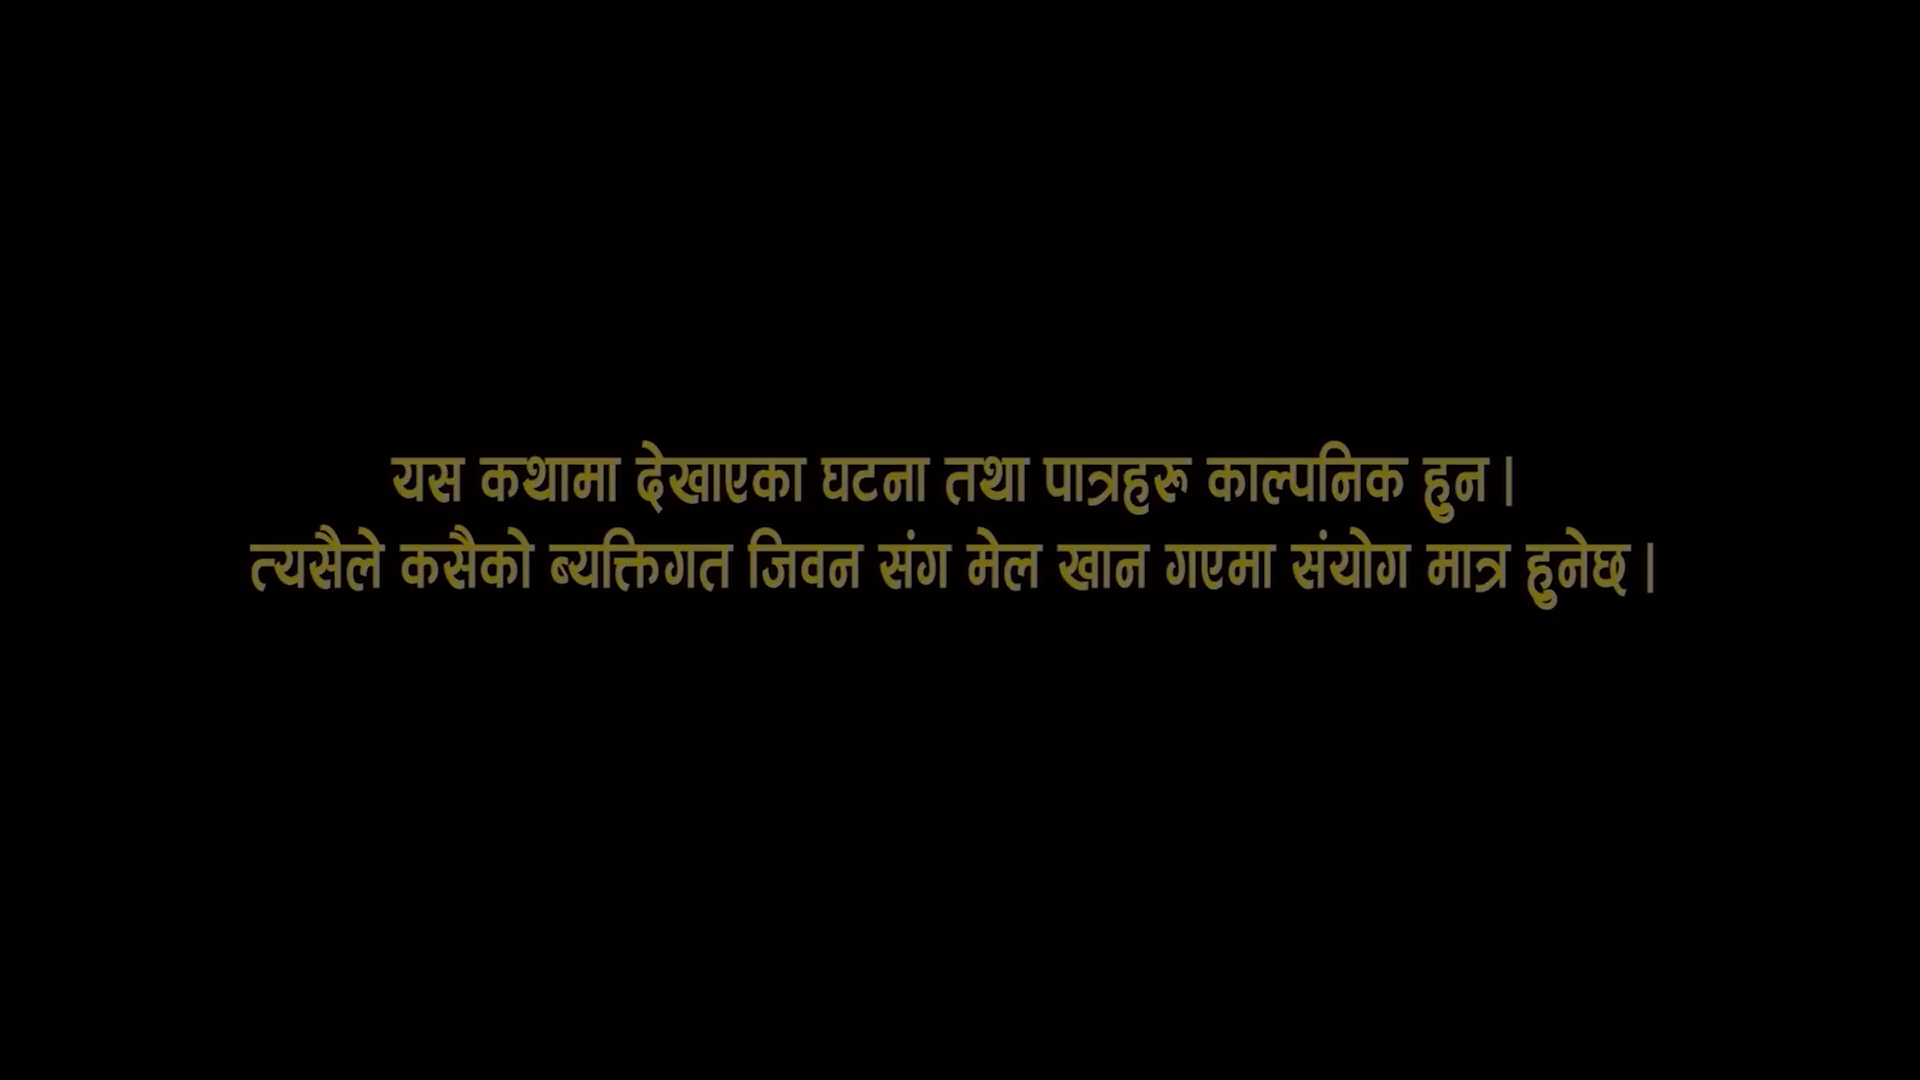 यस कथामा देखाएका घटना तथा पात्रहरू काल्पनिक हुन।
त्यसैले कसैको ब्यक्तिगत जिवन संग मेल खान गएमा संयोग मात्र हुनेछ।